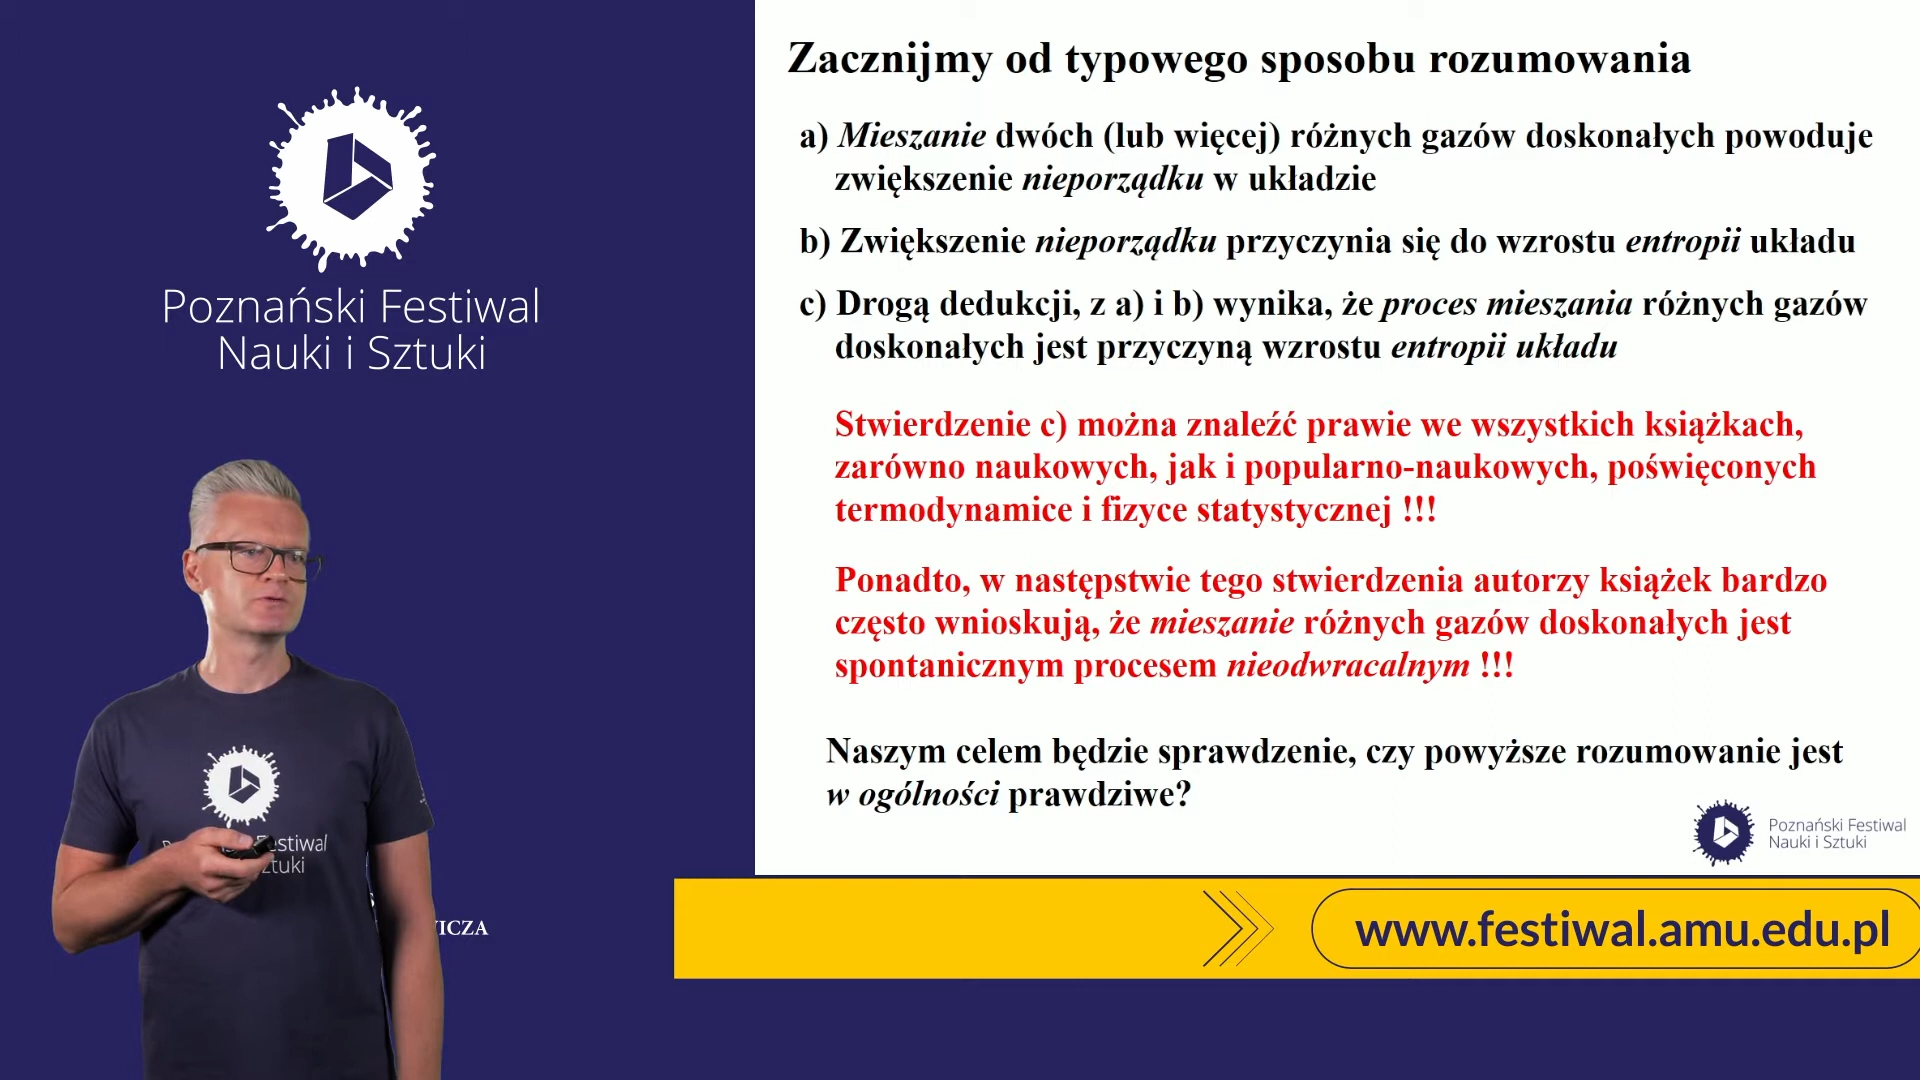 Poznański Festiwal
Nauki i Sztuki
Zacznijmy od typowego sposobu rozumowania
a) Mieszanie dwóch (lub więcej) różnych gazów doskonałych powoduje
zwiększenie nieporządku w układzie
b) Zwiększenie nieporządku przyczynia się do wzrostu entropii układu
c) Drogą dedukcji, z a) i b) wynika, że proces mieszania różnych gazów
doskonałych jest przyczyną wzrostu entropii układu
Stwierdzenie c) można znaleźć prawie we wszystkich książkach,
zarówno naukowych, jak i popularno-naukowych, poświęconych
termodynamice i fizyce statystycznej !!!
Ponadto, w następstwie tego stwierdzenia autorzy książek bardzo
często wnioskują, że mieszanie różnych gazów doskonałych jest
spontanicznym procesem nieodwracalnym !!!
Naszym celem będzie sprawdzenie, czy powyższe rozumowanie jest
w ogólności prawdziwe?
Poznański Festiwal
Nauki i Sztuki
estiwal
ztuki
ICZA
www.festiwal.amu.edu.pl